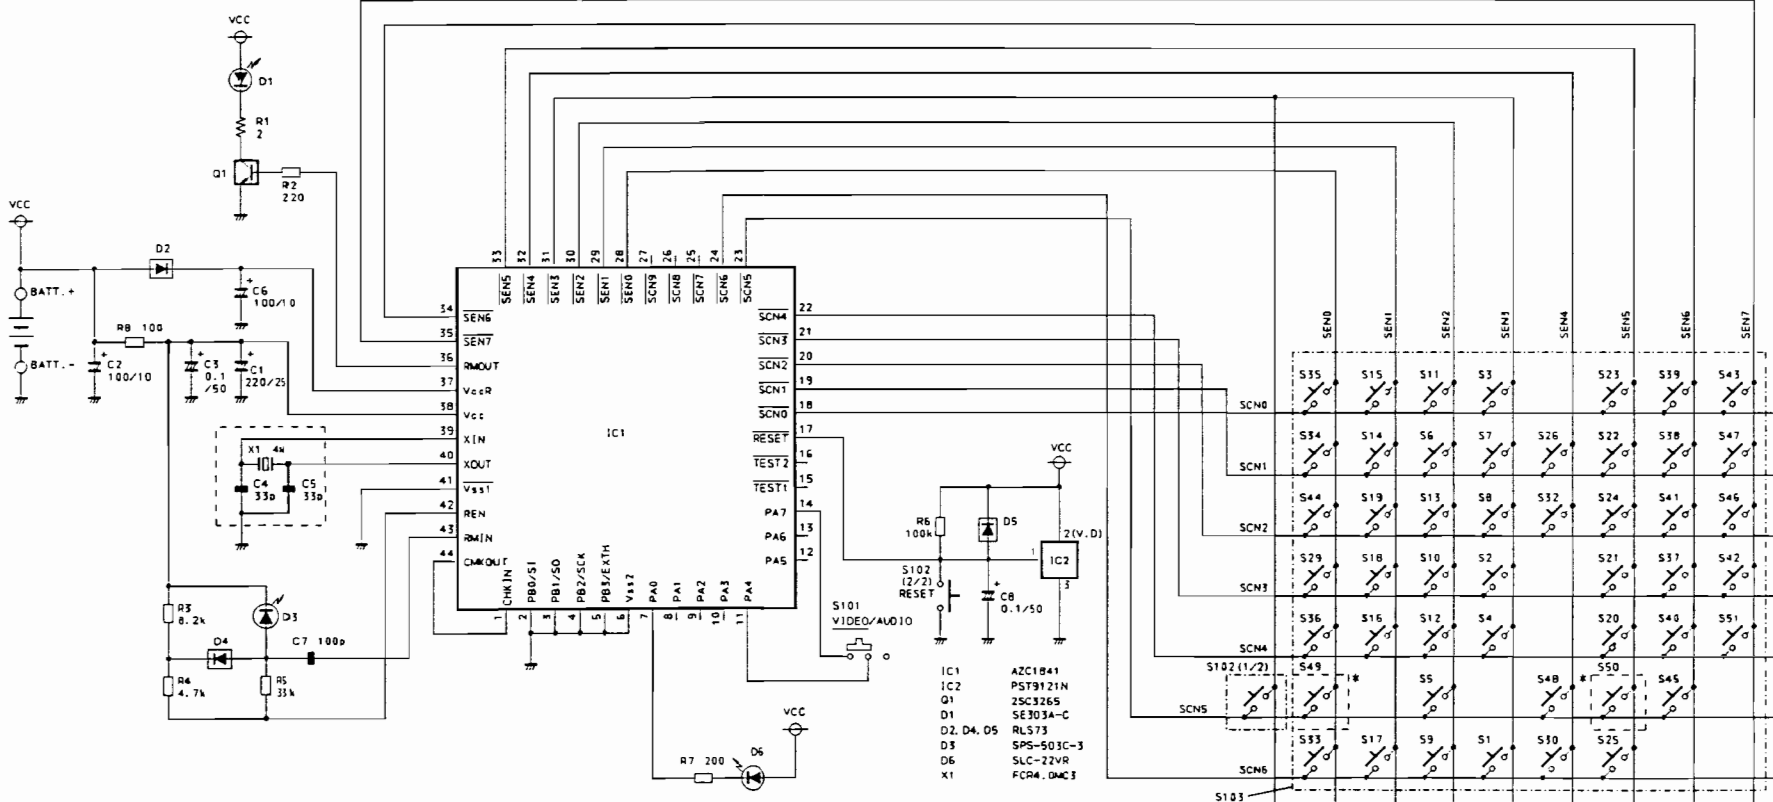 VCC
D1
R1
2
Q1
R2
220
VCC
D2
BATT.+
C6
100/10
R8 100
BATT.-
C2
100/10
C3
0.1
/50
C1
220/25
X1 4M
C4
33p
C5
33p
R3
8.2k
D3
D4
C7 100p
R4
4.7k
R5
33k
33 32 31 30 29 28 27 26 25 24 23
SEN5 SEN4 SEN3 SEN2 SEN1 SEN0 SCN9 SCN8 SCN7 SCN6 SCN5
34 SEN6
35 SEN7
36 RMOUT
37 VccR
38 Vcc
39 XIN
40 XOUT
41 Vss1
42 REN
43 RMIN
44
IC1
SCN4 22
SCN3 21
SCN2 20
SCN1 19
SCN0 18
RESET 17
TEST2 16
TEST1 15
PA7 14
PA6 13
PA5 12
CHKIN PB0/SI PB1/SO PB2/SCK PB3/EXTH Vss2 PA0 PA1 PA2 PA3 PA4
1 2 3 4 5 6 7 8 9 10 11
S101
VIDEO/AUDIO
R7 200
D6
VCC
VCC
R6
100k
D5
2(V.D)
1
IC2
3
S102
(2/2)
RESET
C8
0.1/50
IC1 AZC1841
IC2 PST9121N
Q1 2SC3265
D1 SE303A-C
D2, D4, D5 RLS73
D3 SPS-503C-3
D6 SLC-22VR
X1 FCR4.0MC3
SEN0 SEN1 SEN2 SEN3 SEN4 SEN5 SEN6 SEN7
S35 S15 S11 S3 S23 S39 S43
SCN0
S34 S14 S6 S7 S26 S22 S38 S47
SCN1
S44 S19 S13 S8 S32 S24 S41 S46
SCN2
S29 S18 S10 S2 S21 S37 S42
SCN3
S36 S16 S12 S4 S20 S40 S51
SCN4
S102(1/2) S49 * S5 S48 * S50 S45
SCN5
S33 S17 S9 S1 S30 S25
SCN6
S103